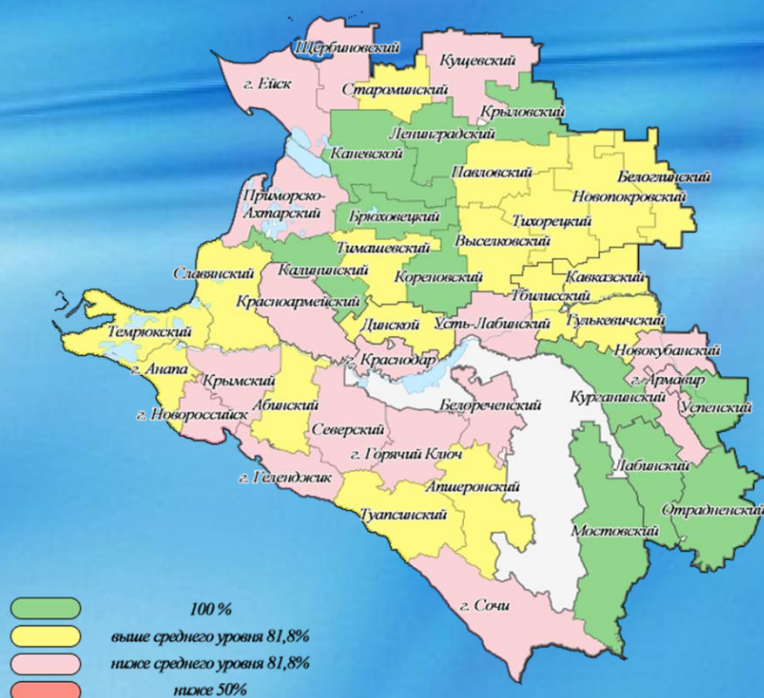 Щербиновский
Кущевский
г. Ейск
Староминский
Крыловский
Ленинградский
Каневской
Павловский
Белоглинский
Новопокровский
Приморско-
Ахтарский
Брюховецкий
Тихорецкий
Тимашевский
Выселковский
Славянский
Калининский
Кореновский
Кавказский
Тбилисский
Красноармейский
Темрюкский
Динской
Усть-Лабинский
Гулькевичский
г. Краснодар
Новокубанский
г. Анапа
Крымский
г. Армавир
г. Новороссийск
Абинский
Белореченский
Курганинский
Успенский
Северский
г. Горячий Ключ
Лабинский
г. Геленджик
Апшеронский
Туапсинский
Мостовский
Отрадненский
г. Сочи
100 %
выше среднего уровня 81,8%
ниже среднего уровня 81,8%
ниже 50%